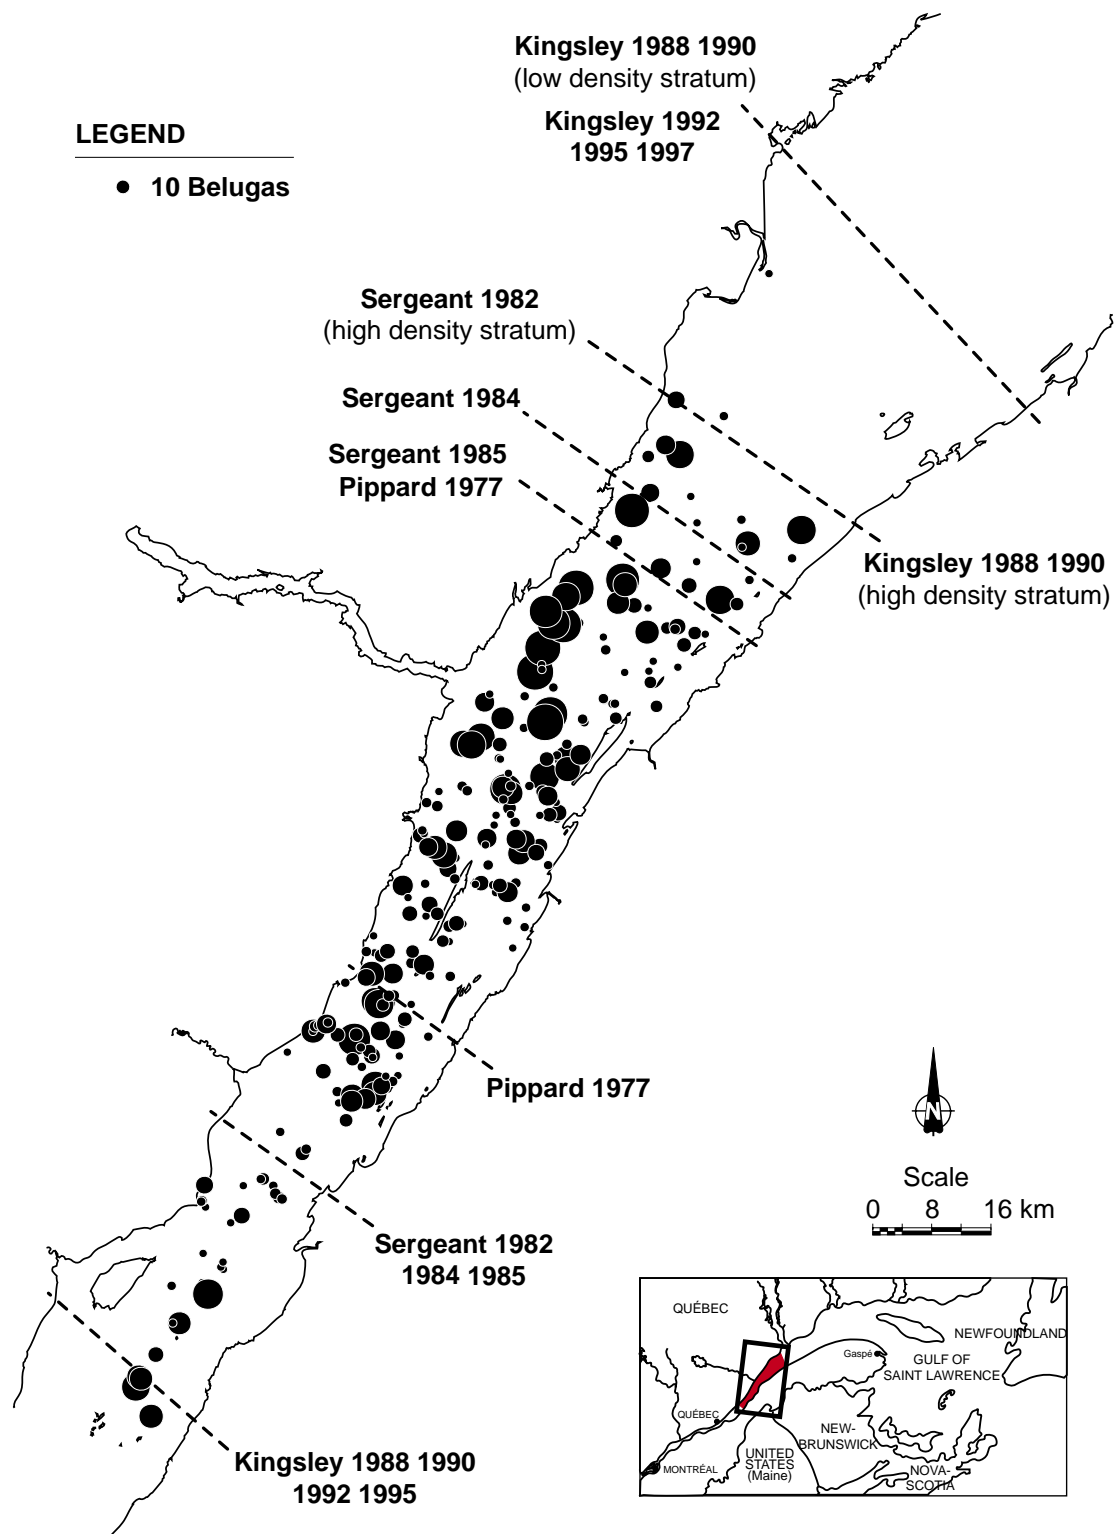 Kingsley 1988 1990
(low density stratum)
Kingsley 1992
1995 1997
LEGEND
10 Belugas
Sergeant 1982
(high density stratum)
Sergeant 1984
Sergeant 1985
Pippard 1977
Kingsley 1988 1990
(high density stratum)
Pippard 1977
N
Scale
0 8 16 km
Sergeant 1982
1984 1985
Kingsley 1988 1990
1992 1995
QUÉBEC
NEWFOUNDLAND
Gaspé
GULF OF
SAINT LAWRENCE
QUÉBEC
NEW-
BRUNSWICK
UNITED
STATES
(Maine)
MONTRÉAL
NOVA-
SCOTIA